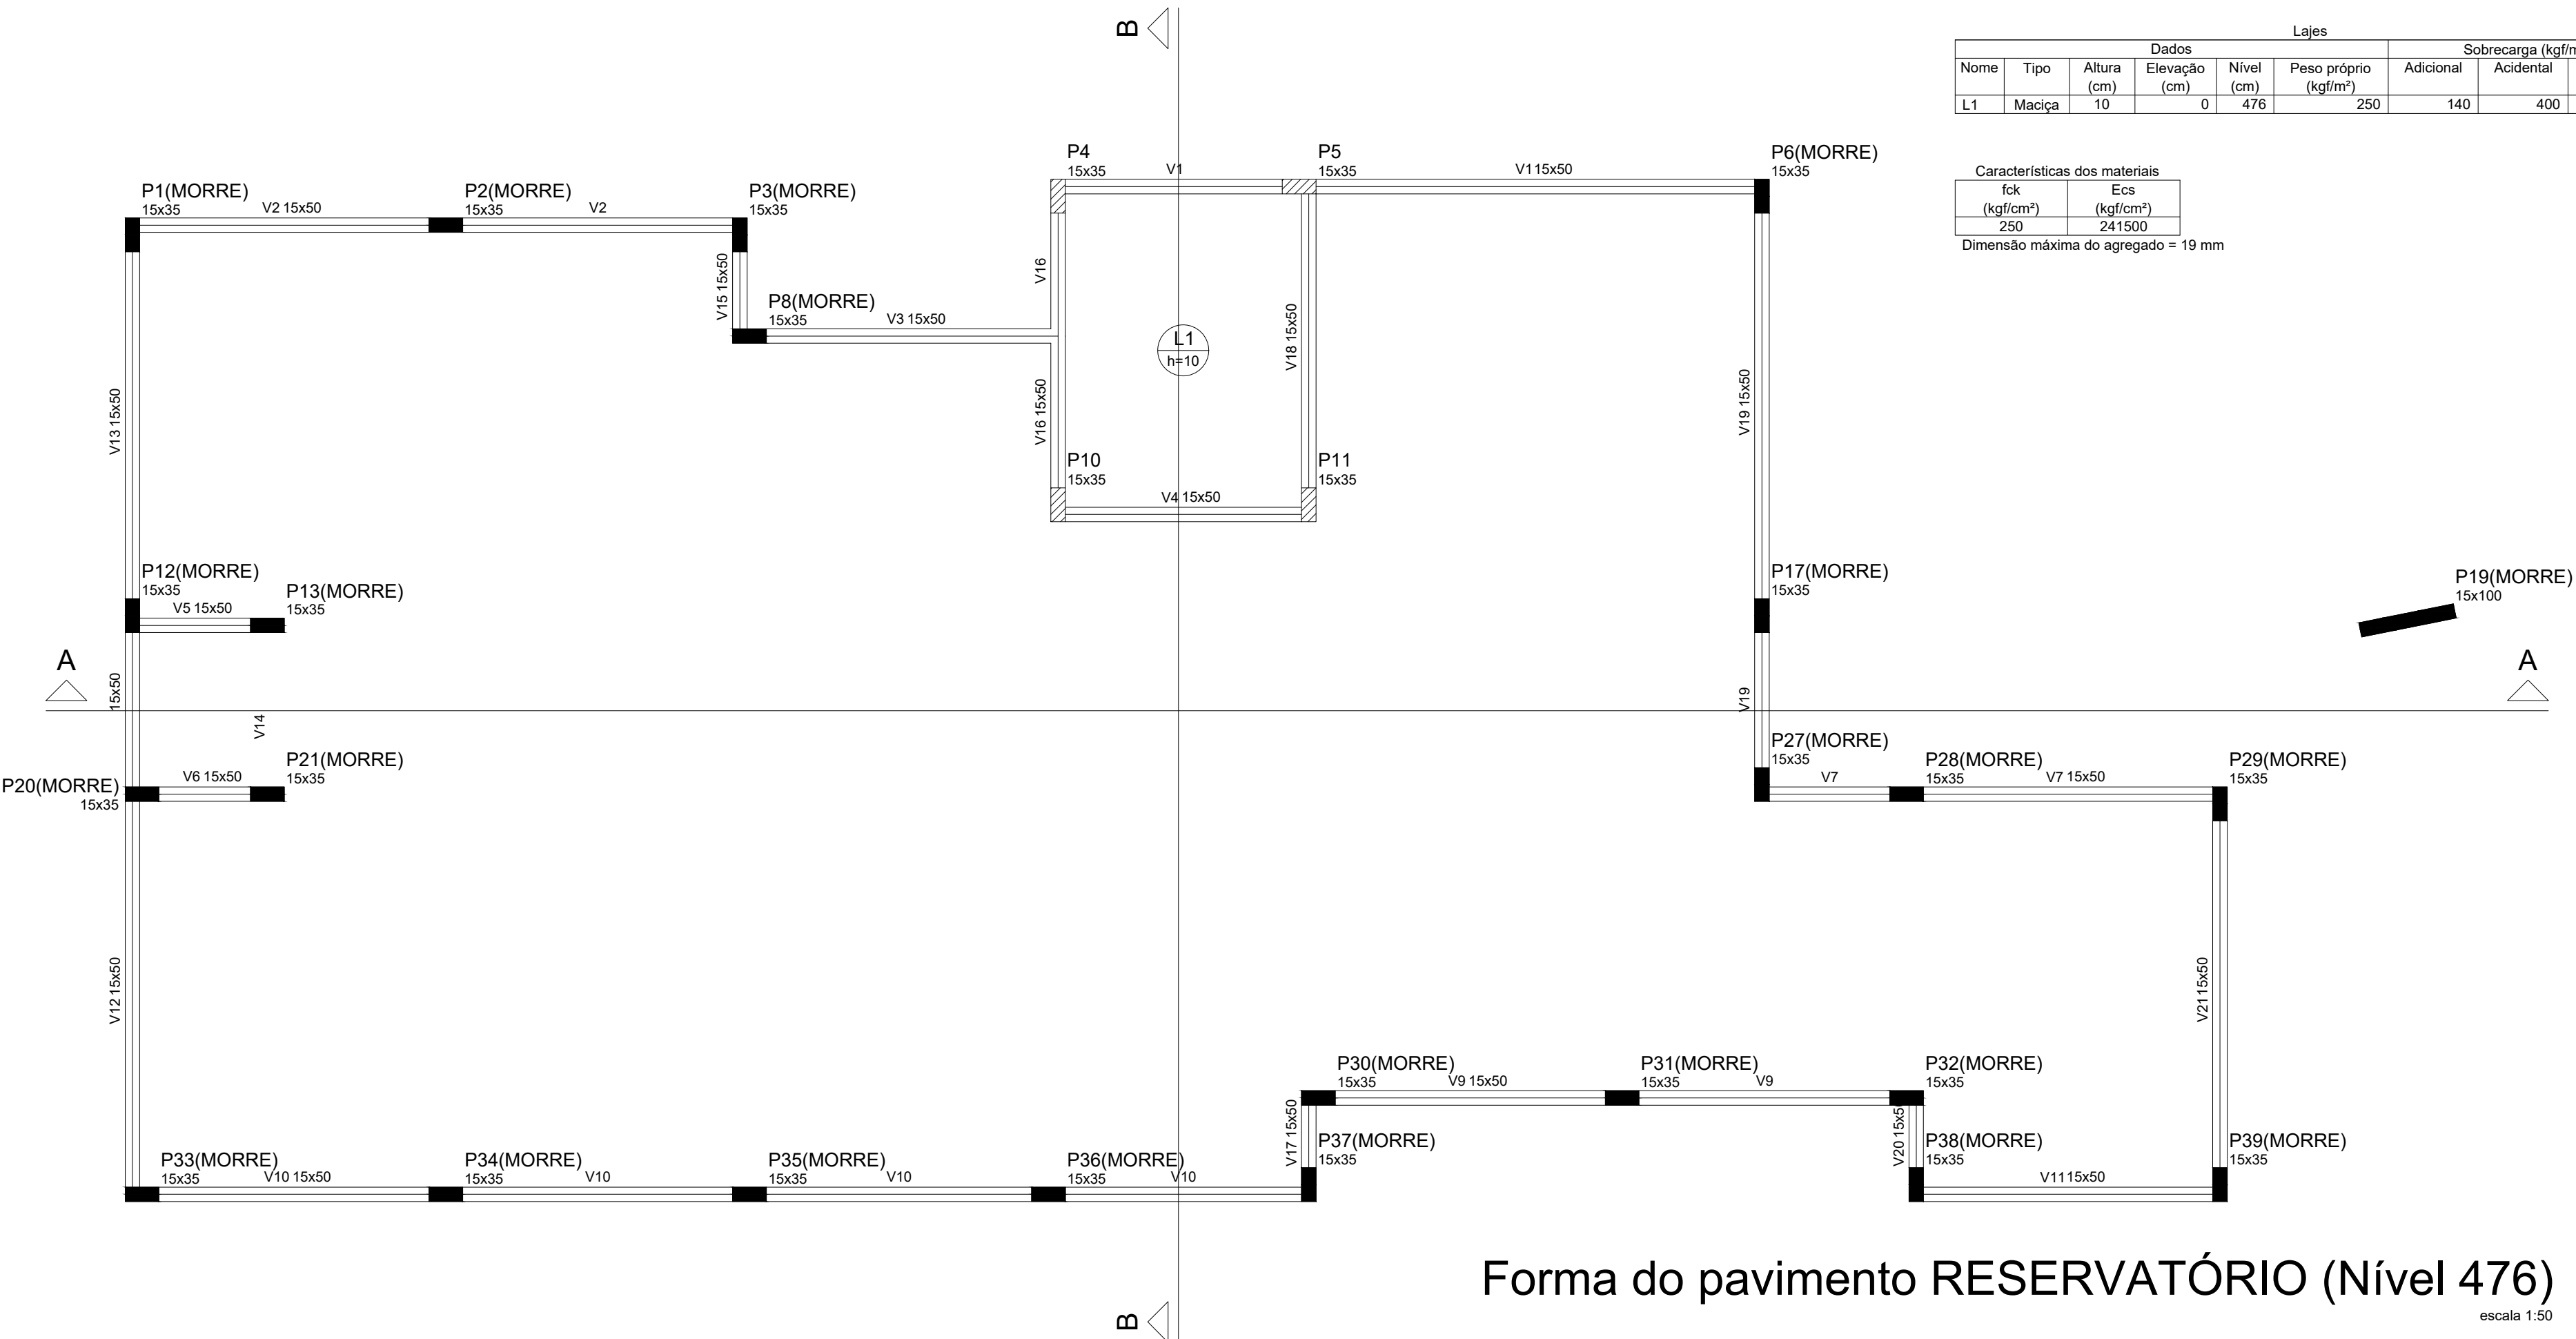 B
Lajes
Dados Sobrecarga (kgf/m
Nome Tipo Altura (cm) Elevação (cm) Nível (cm) Peso próprio (kgf/m²) Adicional Acidental
L1 Maciça 10 0 476 250 140 400
Características dos materiais
fck (kgf/cm²) Ecs (kgf/cm²)
250 241500
Dimensão máxima do agregado = 19 mm
P4
15x35
V1
P5
15x35
V1 15x50
P6(MORRE)
15x35
P1(MORRE)
15x35
V2 15x50
P2(MORRE)
15x35
V2
P3(MORRE)
15x35
V15 15x50
P8(MORRE)
15x35
V3 15x50
V16
V16 15x50
L1
h=10
V18 15x50
V19 15x50
V13 15x50
P10
15x35
V4 15x50
P11
15x35
P12(MORRE)
15x35
V5 15x50
P13(MORRE)
15x35
P17(MORRE)
15x35
P19(MORRE)
15x100
A
A
15x50
V14
V19
P20(MORRE)
15x35
V6 15x50
P21(MORRE)
15x35
P27(MORRE)
15x35
V7
P28(MORRE)
15x35
V7 15x50
P29(MORRE)
15x35
V12 15x50
V21 15x50
P30(MORRE)
15x35
V9 15x50
P31(MORRE)
15x35
V9
P32(MORRE)
15x35
V17 15x50
P37(MORRE)
15x35
V20 15x50
P38(MORRE)
15x35
P39(MORRE)
15x35
P33(MORRE)
15x35
V10 15x50
P34(MORRE)
15x35
V10
P35(MORRE)
15x35
V10
P36(MORRE)
15x35
V10
V11 15x50
Forma do pavimento RESERVATÓRIO (Nível 476)
escala 1:50
B